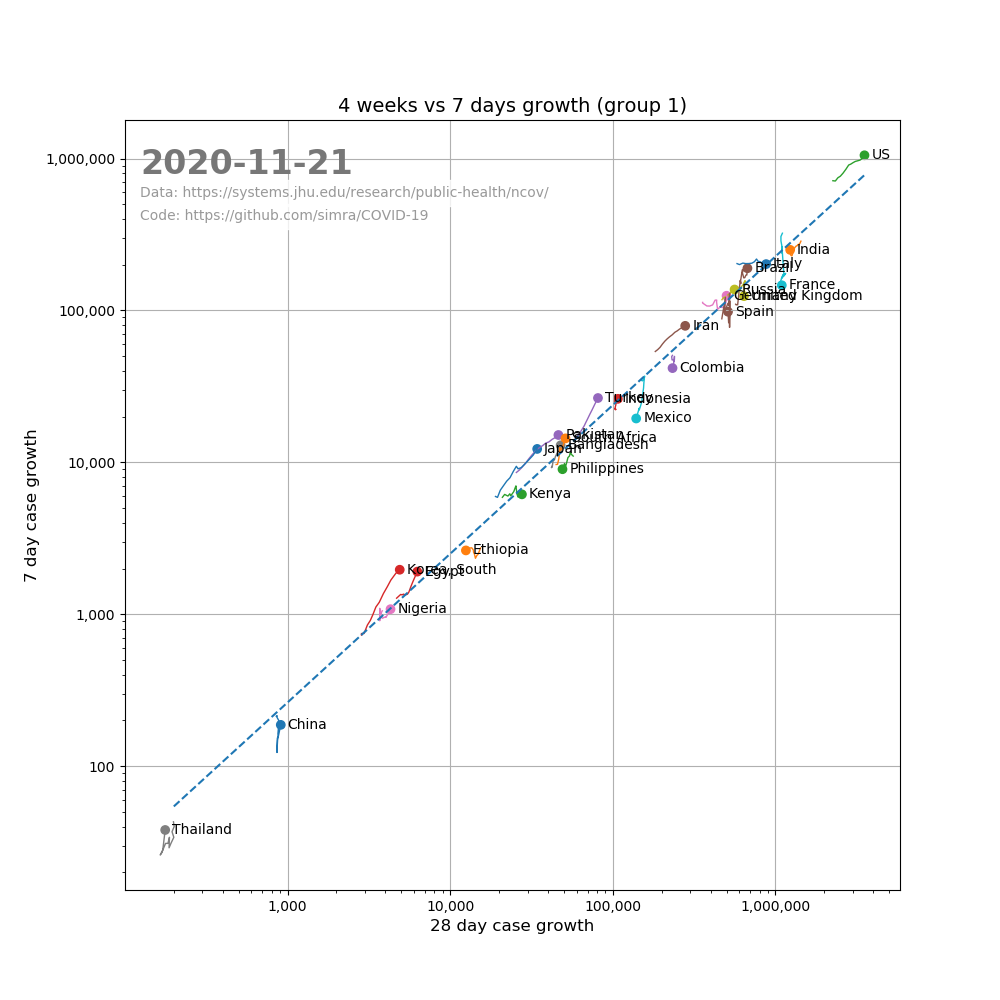 4 weeks vs 7 days growth (group 1)
2020-11-21
Data: https://systems.jhu.edu/research/public-health/ncov/
Code: https://github.com/simra/COVID-19
1,000,000
100,000
10,000
1,000
100
7 day case growth
US
India
Italy
Brazil
France
Russia
Germany
United Kingdom
Spain
Iran
Colombia
Turkey
Indonesia
Mexico
Pakistan
South Africa
Bangladesh
Japan
Philippines
Kenya
Ethiopia
Korea, South
Egypt
Nigeria
China
Thailand
1,000
10,000
100,000
1,000,000
28 day case growth